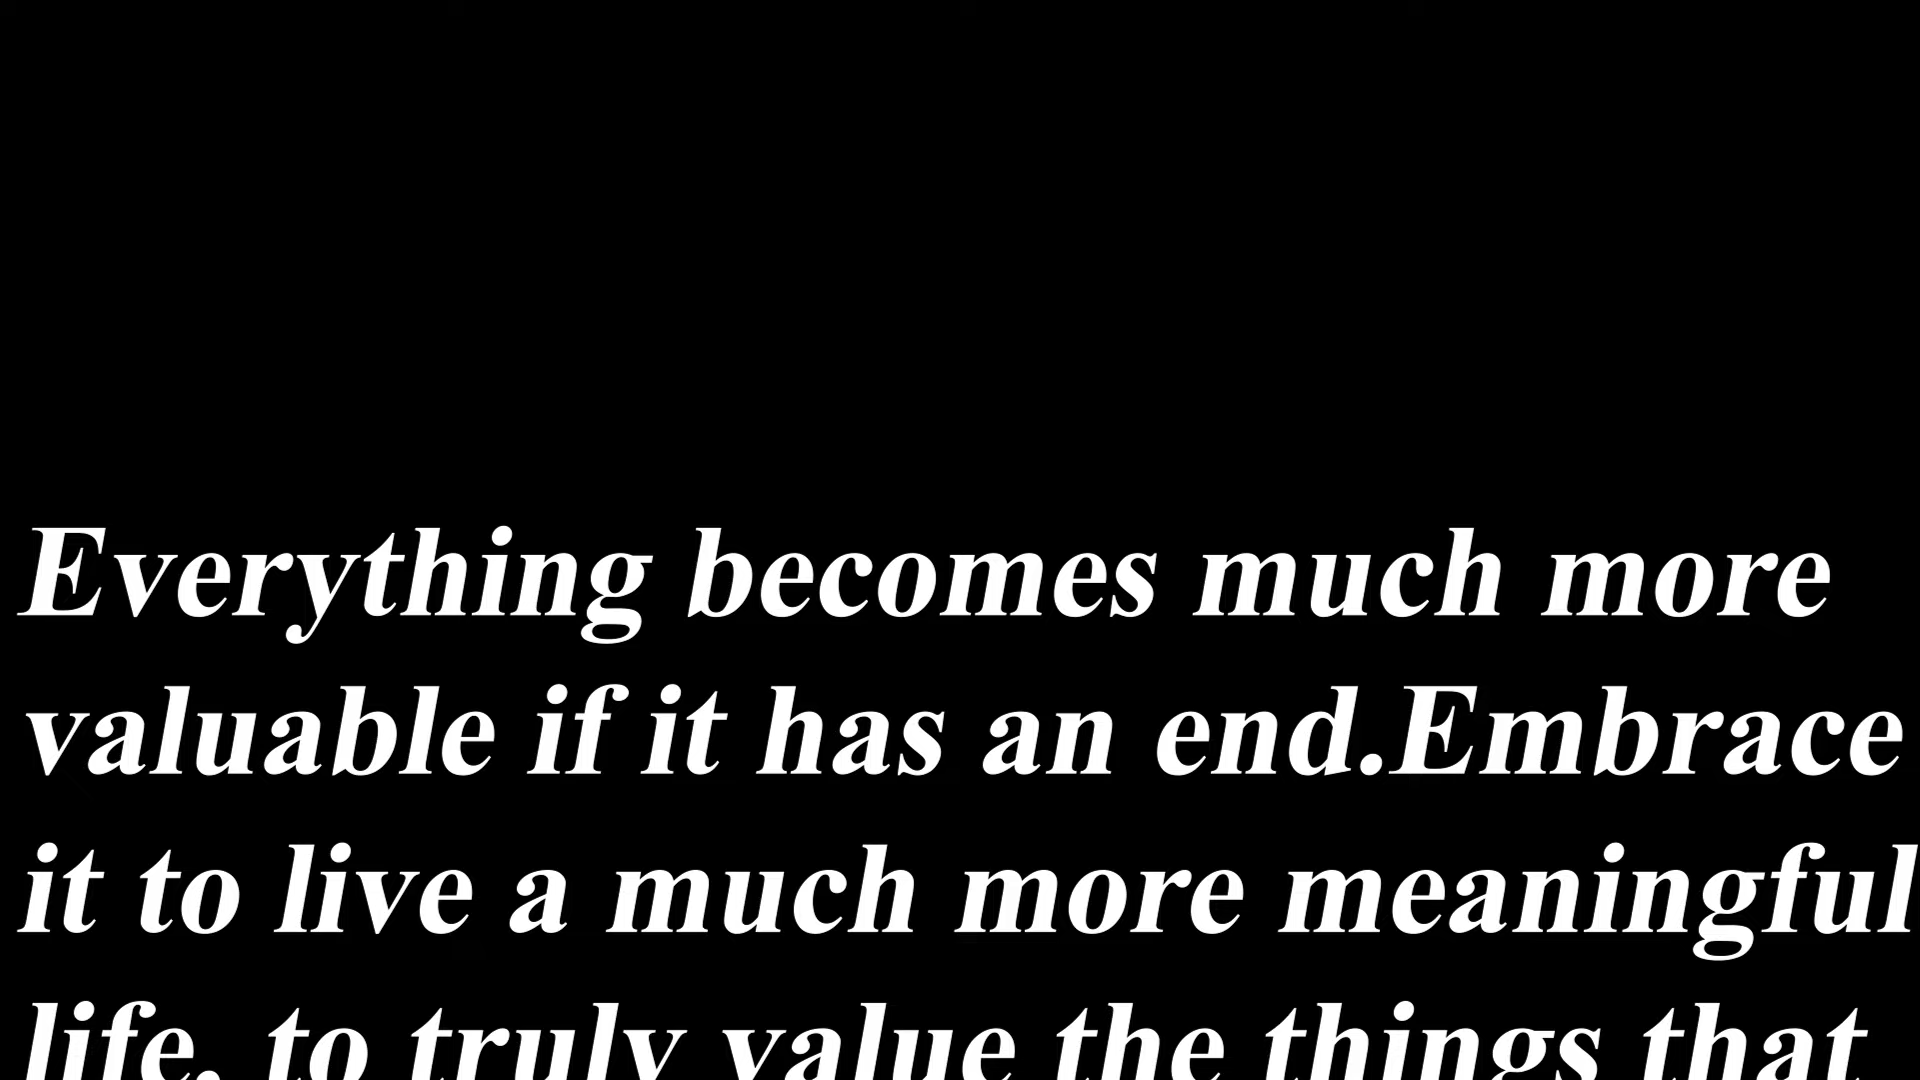 Everything becomes much more
valuable if it has an end.Embrace
it to live a much more meaningful
life, to truly value the things that